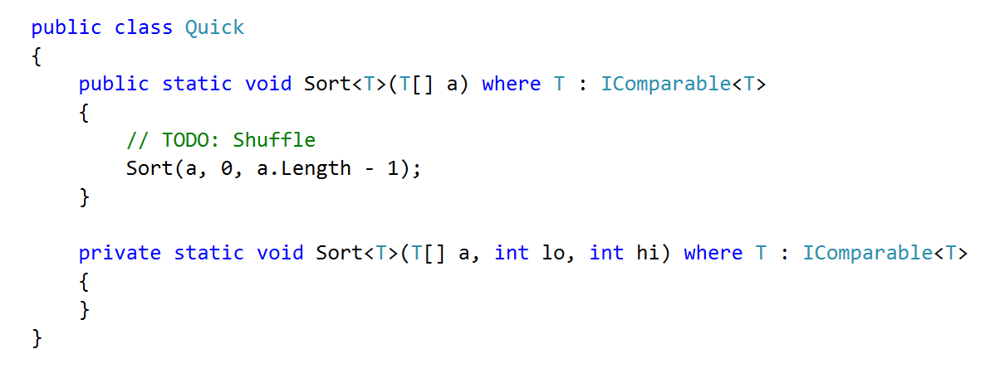 public class Quick
{
    public static void Sort<T>(T[] a) where T : IComparable<T>
    {
        // TODO: Shuffle
        Sort(a, 0, a.Length - 1);
    }

    private static void Sort<T>(T[] a, int lo, int hi) where T : IComparable<T>
    {
    }
}